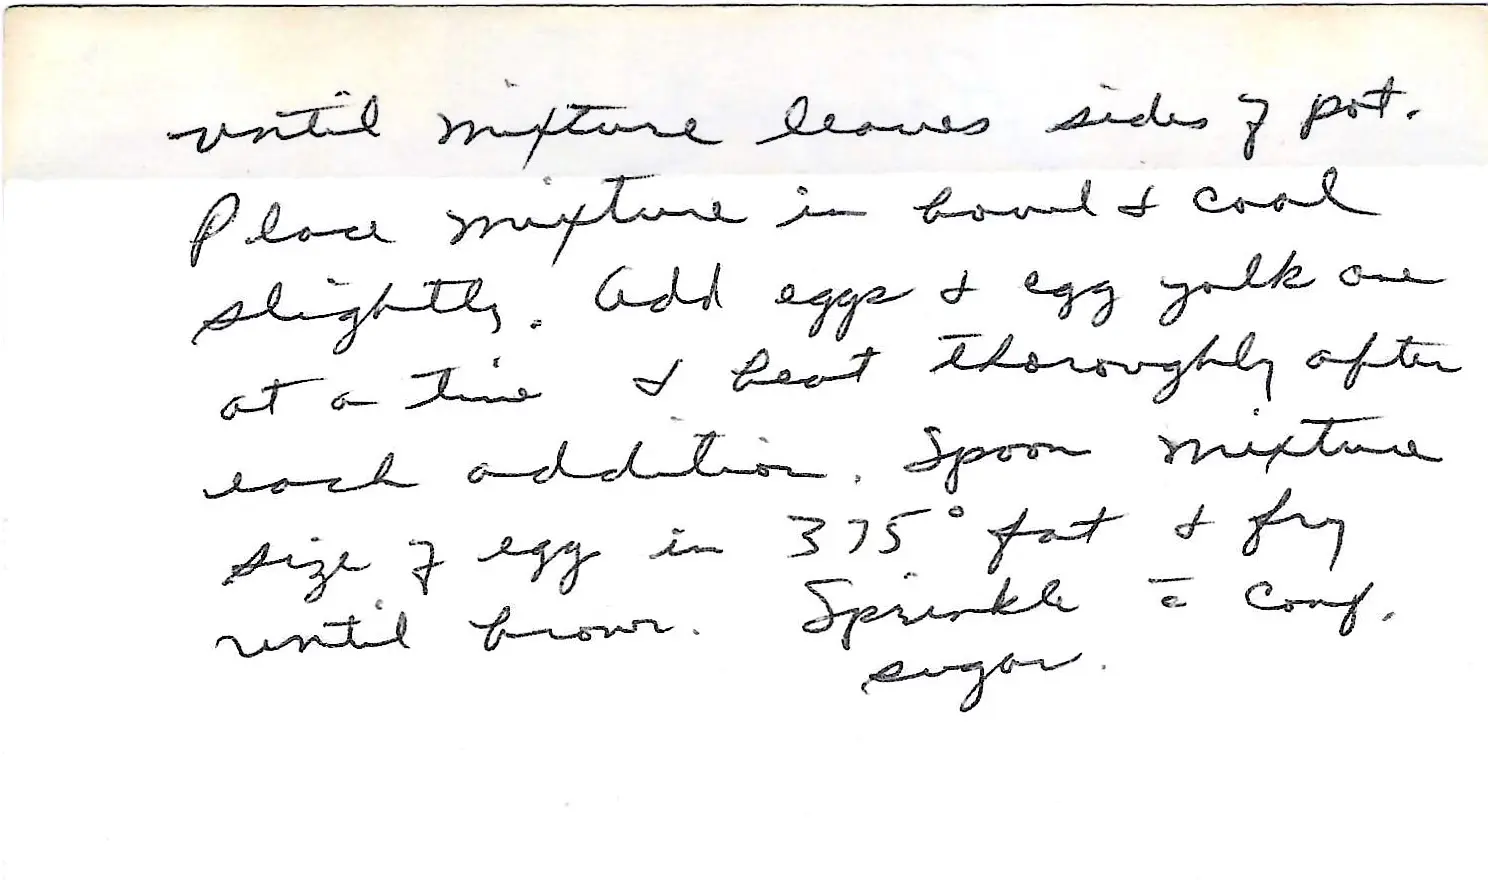 until mixture leaves sides of pot.
Place mixture in bowl & cool
slightly. Add eggs & egg yolk one
at a time & beat thoroughly after
each addition. Spoon mixture
size of egg in 375° fat & fry
until brown. Sprinkle c̄ conf.
sugar.